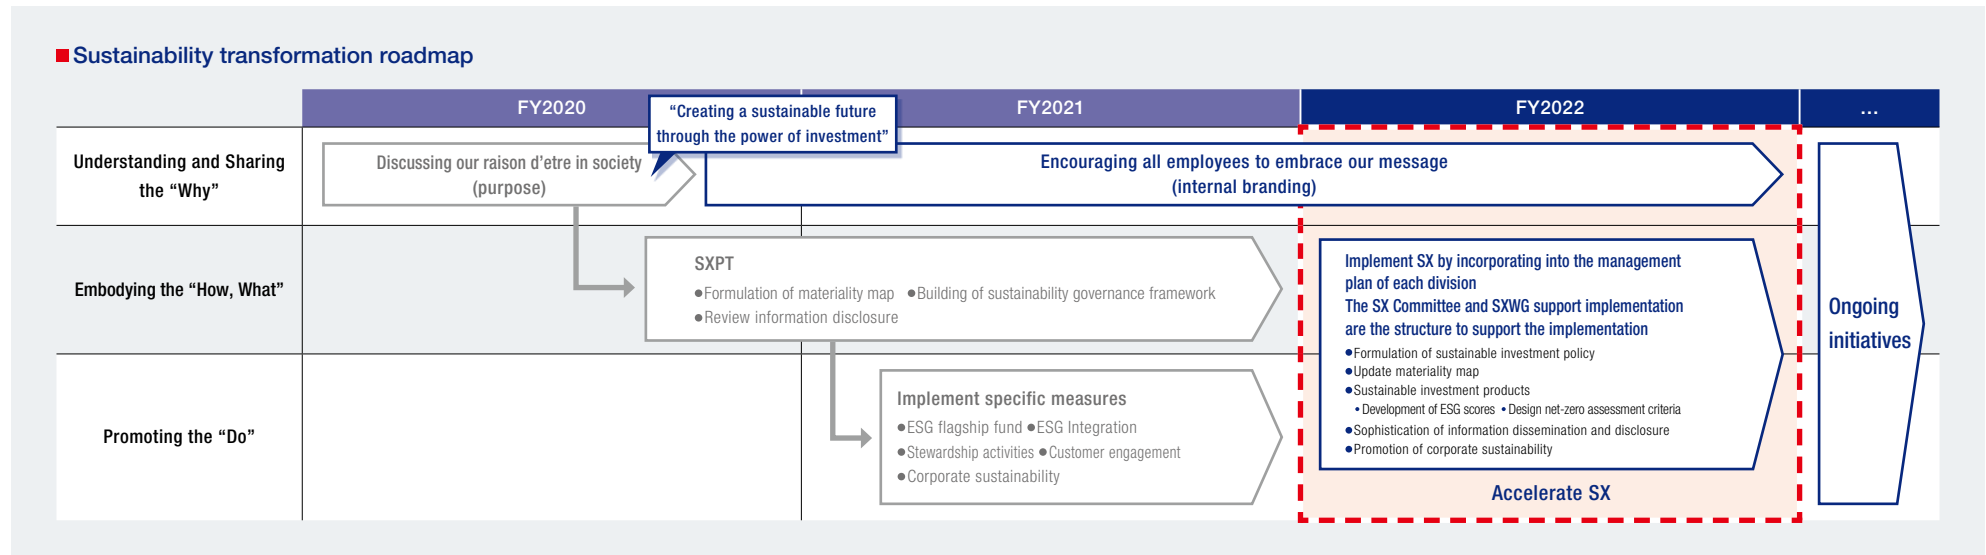 Sustainability transformation roadmap
FY2020
FY2021
FY2022
...
“Creating a sustainable future
through the power of investment”
Understanding and Sharing
the “Why”
Discussing our raison d’etre in society
(purpose)
Encouraging all employees to embrace our message
(internal branding)
Embodying the “How, What”
SXPT
●Formulation of materiality map ●Building of sustainability governance framework
●Review information disclosure
Promoting the “Do”
Implement specific measures
●ESG flagship fund ●ESG Integration
●Stewardship activities ●Customer engagement
●Corporate sustainability
Implement SX by incorporating into the management
plan of each division
The SX Committee and SXWG support implementation
are the structure to support the implementation
●Formulation of sustainable investment policy
●Update materiality map
●Sustainable investment products
• Development of ESG scores • Design net-zero assessment criteria
●Sophistication of information dissemination and disclosure
●Promotion of corporate sustainability
Accelerate SX
Ongoing
initiatives